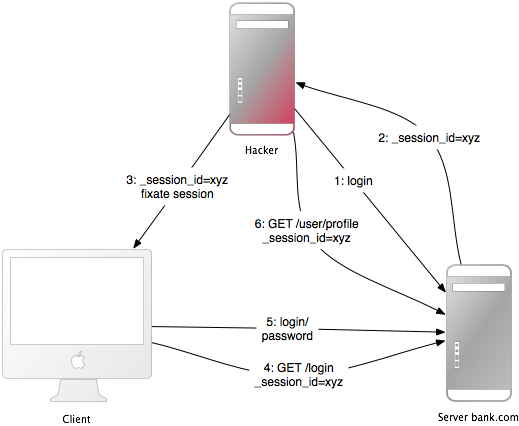 Hacker
2: _session_id=xyz
3: _session_id=xyz
fixate session
1: login
6: GET /user/profile
_session_id=xyz
5: login/
password
4: GET /login
_session_id=xyz
Client
Server bank.com